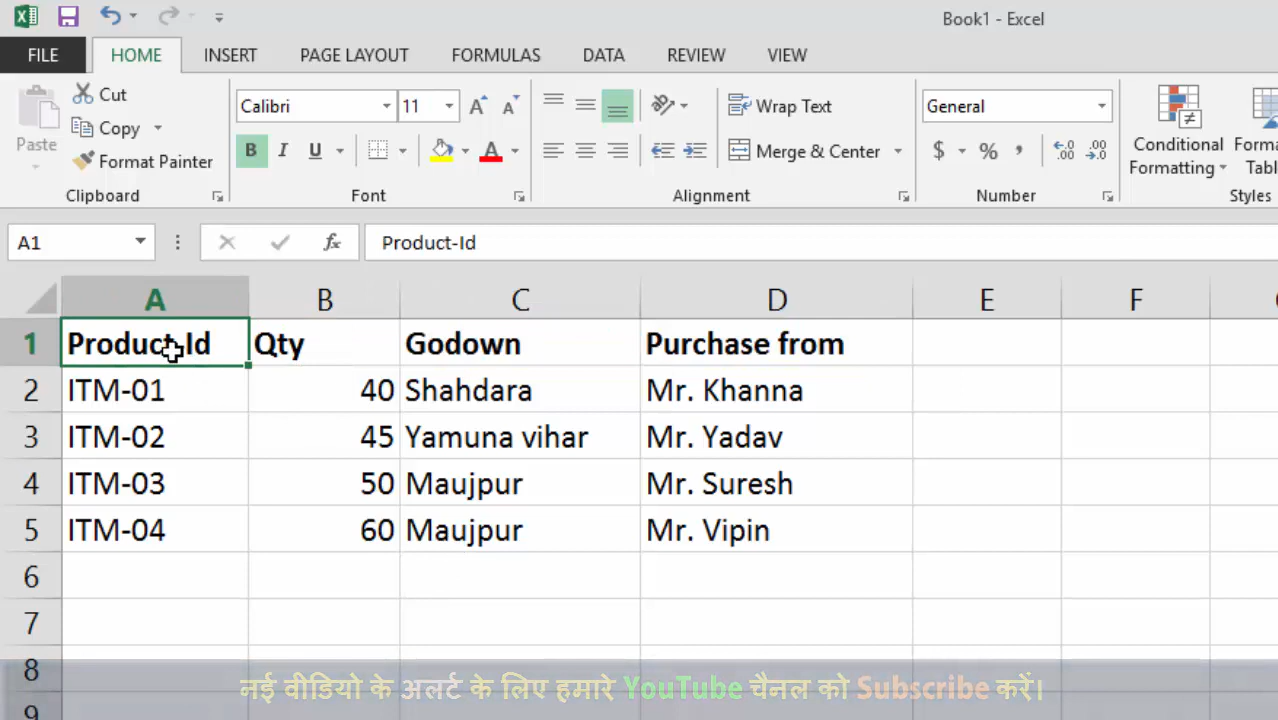 Book1 - Excel
FILE HOME INSERT PAGE LAYOUT FORMULAS DATA REVIEW VIEW
Paste Cut Calibri 11 Wrap Text General Conditional Formatting
Copy
Format Painter B I U A Merge & Center $ % , .00
Clipboard Font Alignment Number Styles
A1 fx Product-Id
A B C D E F
1 Product-Id Qty Godown Purchase from
2 ITM-01 40 Shahdara Mr. Khanna
3 ITM-02 45 Yamuna vihar Mr. Yadav
4 ITM-03 50 Maujpur Mr. Suresh
5 ITM-04 60 Maujpur Mr. Vipin
6
7
8
नई वीडियो के अलर्ट के लिए हमारे YouTube चैनल को Subscribe करें।
9